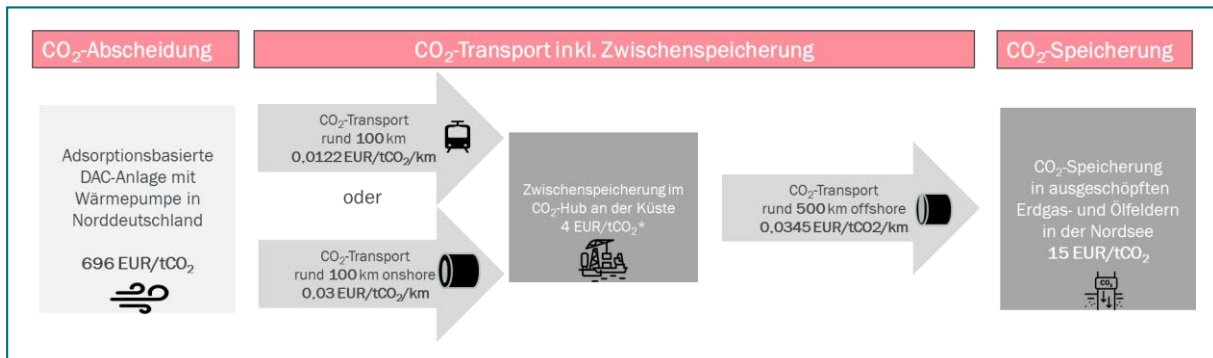 CO₂-Abscheidung
CO₂-Transport inkl. Zwischenspeicherung
CO₂-Speicherung
Adsorptionsbasierte
DAC-Anlage mit
Wärmepumpe in
Norddeutschland
696 EUR/tCO₂
CO₂-Transport
rund 100 km
0,0122 EUR/tCO₂/km
oder
CO₂-Transport
rund 100 km onshore
0,03 EUR/tCO₂/km
Zwischenspeicherung im
CO₂-Hub an der Küste
4 EUR/tCO₂*
CO₂-Transport
rund 500 km offshore
0,0345 EUR/tCO2/km
CO₂-Speicherung
in ausgeschöpften
Erdgas- und Ölfeldern
in der Nordsee
15 EUR/tCO₂
CO₂